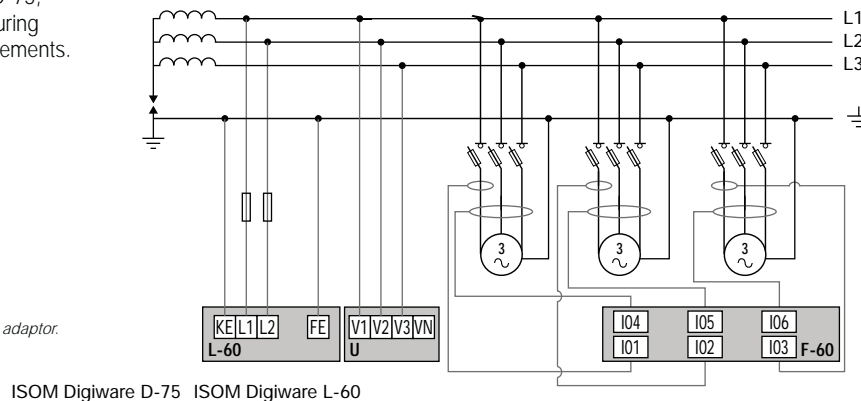 uring
ements.
L1
L2
L3
3
3
3
KE L1 L2 FE
L-60
V1 V2 V3 VN
U
I04 I05 I06
I01 I02 I03 F-60
adaptor.
ISOM Digiware D-75 ISOM Digiware L-60